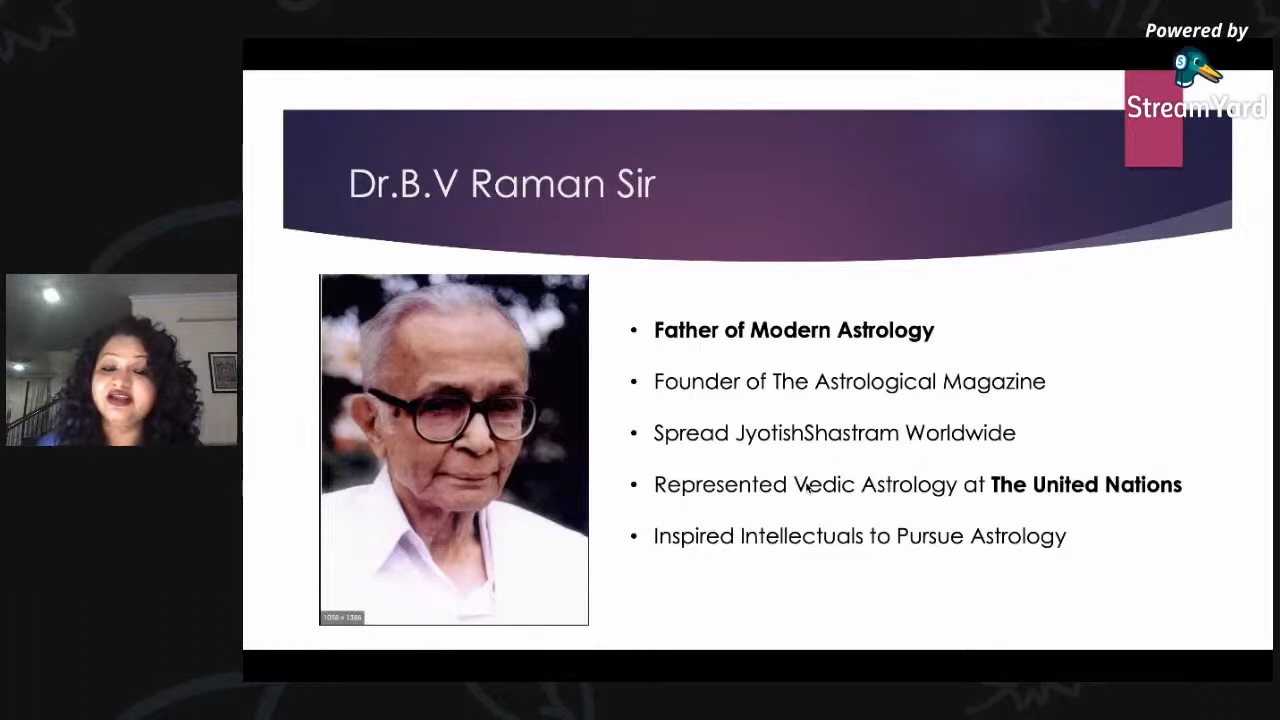 Powered by
StreamYard
Dr.B.V Raman Sir
• Father of Modern Astrology
• Founder of The Astrological Magazine
• Spread JyotishShastram Worldwide
• Represented Vedic Astrology at The United Nations
• Inspired Intellectuals to Pursue Astrology